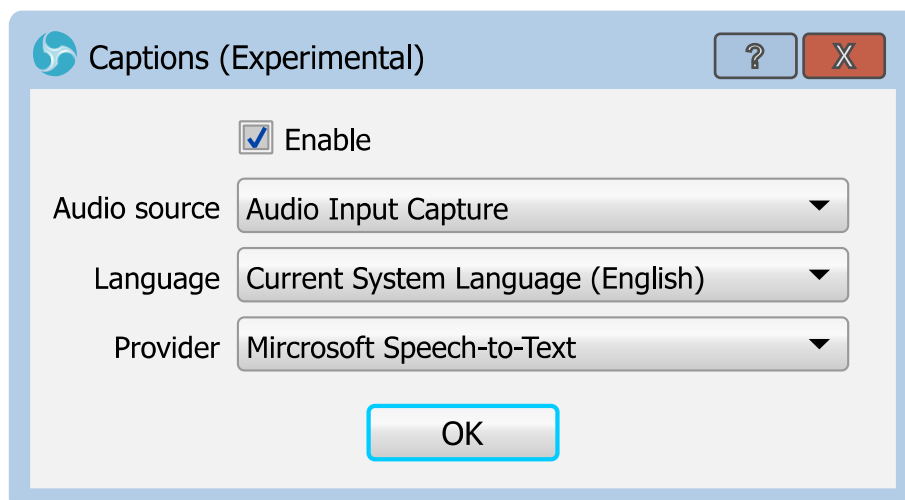 Captions (Experimental) ? X
Enable
Audio source Audio Input Capture
Language Current System Language (English)
Provider Mircrosoft Speech-to-Text
OK